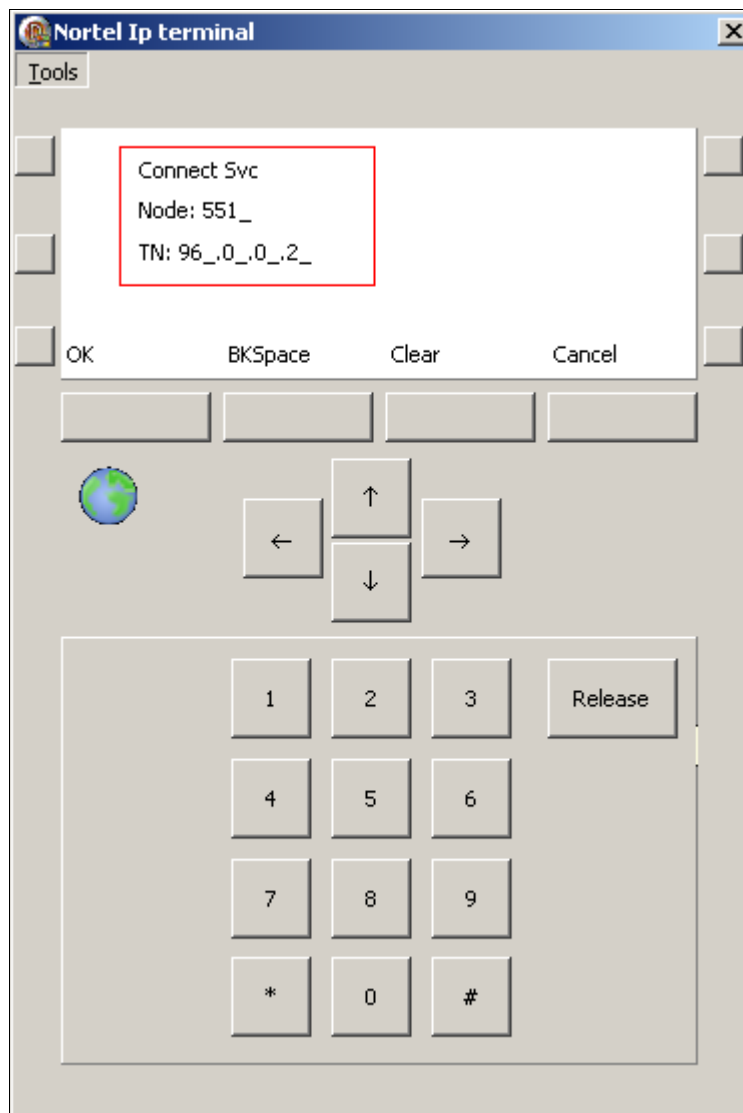 Nortel Ip terminal
Tools
Connect Svc
Node: 551_
TN: 96_.0_.0_.2_
OK BKSpace Clear Cancel
↑
← →
↓
1 2 3 Release
4 5 6
7 8 9
* 0 #